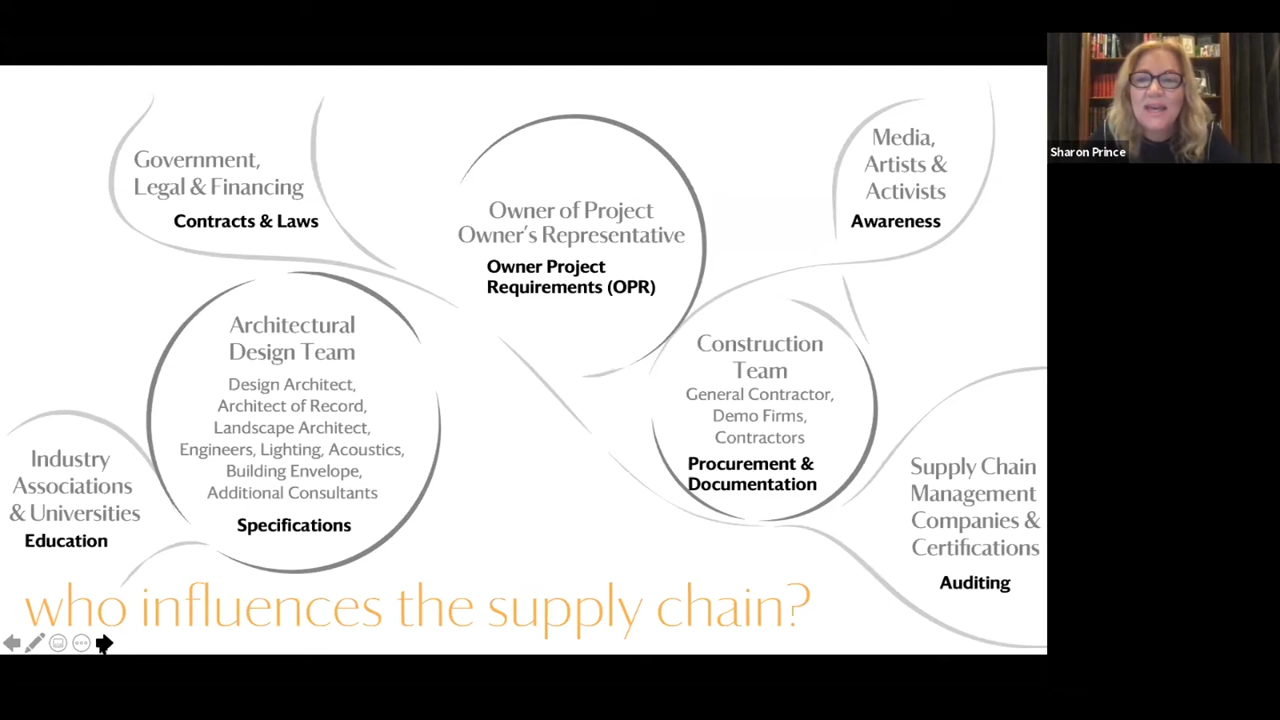 Government,
Legal & Financing
Contracts & Laws
Owner of Project
Owner's Representative
Owner Project
Requirements (OPR)
Media,
Artists &
Activists
Awareness
Sharon Prince
Architectural
Design Team
Design Architect,
Architect of Record,
Landscape Architect,
Engineers, Lighting, Acoustics,
Building Envelope,
Additional Consultants
Specifications
Construction
Team
General Contractor,
Demo Firms,
Contractors
Procurement &
Documentation
Industry
Associations
& Universities
Education
Supply Chain
Management
Companies &
Certifications
Auditing
who influences the supply chain?